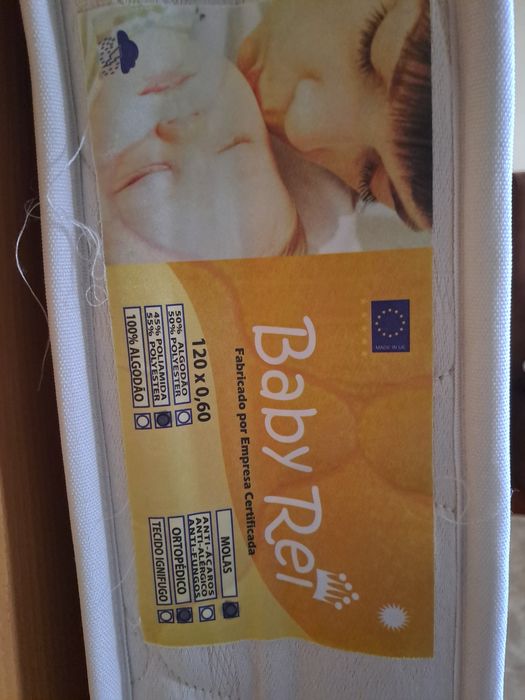 MADE IN UE
Baby Rei
Fabricado por Empresa Certificada
120 x 0,60
50% ALGODÃO
50% POLYESTER
45% POLIAMIDA
55% POLYESTER
100% ALGODÃO
MOLAS
ANTI-ÁCAROS
ANTI-ALÉRGICO
ANTI-FUNGOS
ORTOPÉDICO
TECIDO IGNIFUGO